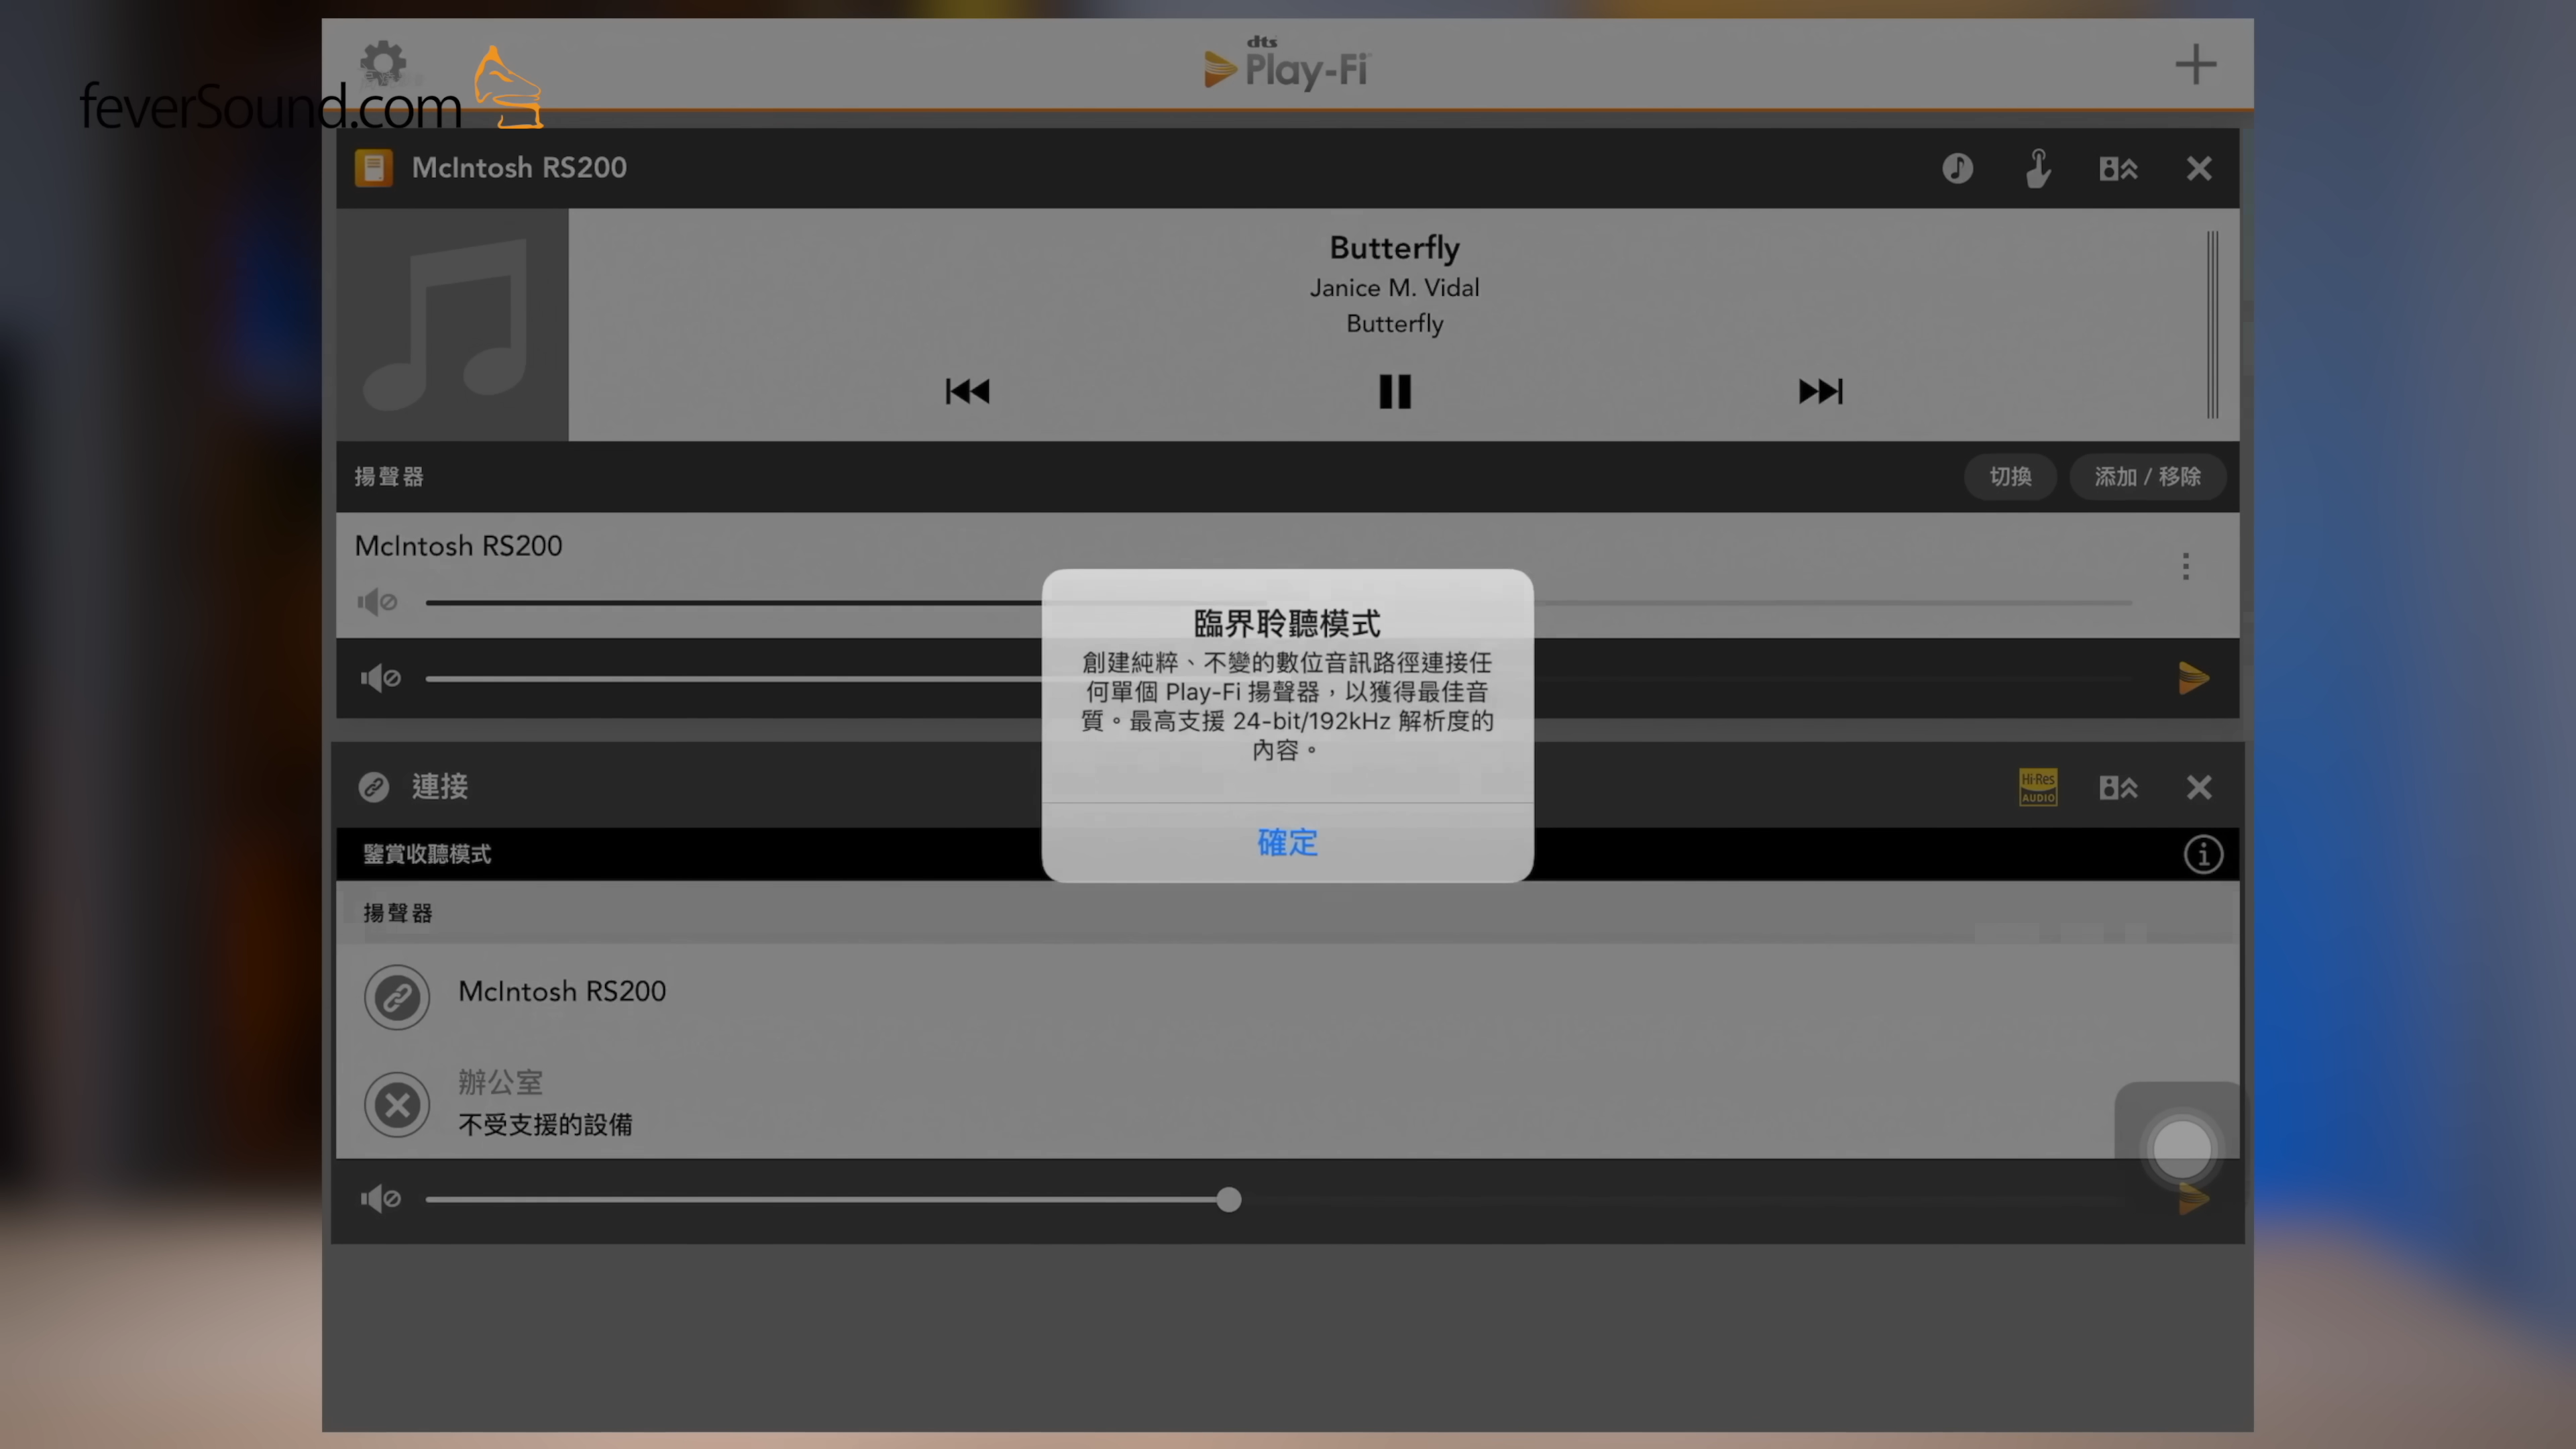 feverSound.com
dts
Play-Fi
McIntosh RS200
Butterfly
Janice M. Vidal
Butterfly
揚聲器
切換
添加 / 移除
McIntosh RS200
臨界聆聽模式
創建純粹、不變的數位音訊路徑連接任
何單個 Play-Fi 揚聲器，以獲得最佳音
質。最高支援 24-bit/192kHz 解析度的
內容。
確定
連接
Hi-Res
AUDIO
鑒賞收聽模式
揚聲器
McIntosh RS200
辦公室
不受支援的設備